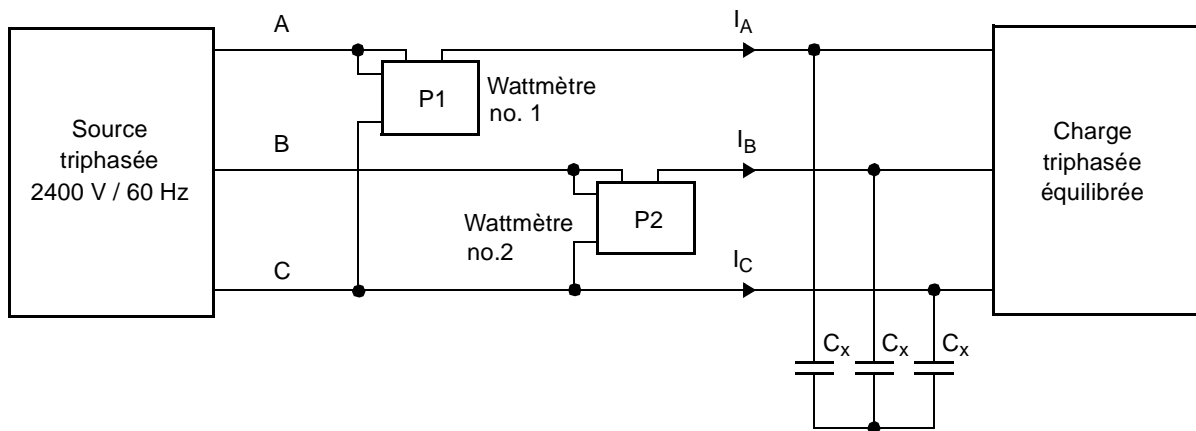 A
I_A
P1
Wattmètre
no. 1
Source
triphasée
2400 V / 60 Hz
B
I_B
Charge
triphasée
équilibrée
P2
Wattmètre
no.2
C
I_C
C_x C_x C_x